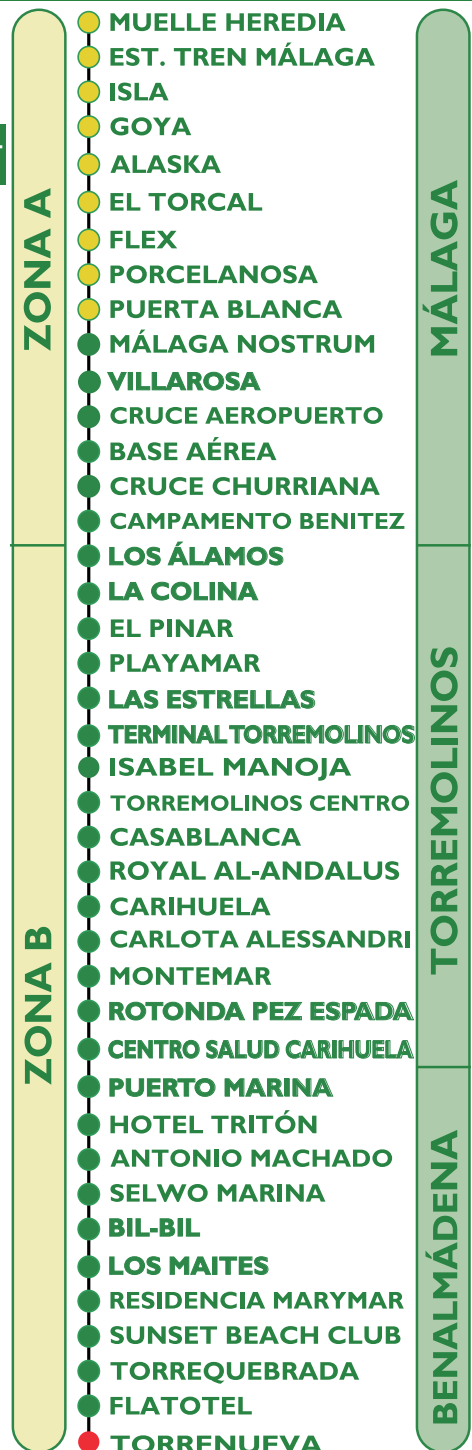 MUELLE HEREDIA
EST. TREN MÁLAGA
ISLA
GOYA
ALASKA
EL TORCAL
FLEX
PORCELANOSA
PUERTA BLANCA
MÁLAGA NOSTRUM
VILLAROSA
CRUCE AEROPUERTO
BASE AÉREA
CRUCE CHURRIANA
CAMPAMENTO BENITEZ
LOS ÁLAMOS
LA COLINA
EL PINAR
PLAYAMAR
LAS ESTRELLAS
TERMINAL TORREMOLINOS
ISABEL MANOJA
TORREMOLINOS CENTRO
CASABLANCA
ROYAL AL-ANDALUS
CARIHUELA
CARLOTA ALESSANDRI
MONTEMAR
ROTONDA PEZ ESPADA
CENTRO SALUD CARIHUELA
PUERTO MARINA
HOTEL TRITÓN
ANTONIO MACHADO
SELWO MARINA
BIL-BIL
LOS MAITES
RESIDENCIA MARYMAR
SUNSET BEACH CLUB
TORREQUEBRADA
FLATOTEL
TORRENUEVA
ZONA A
ZONA B
MÁLAGA
TORREMOLINOS
BENALMÁDENA